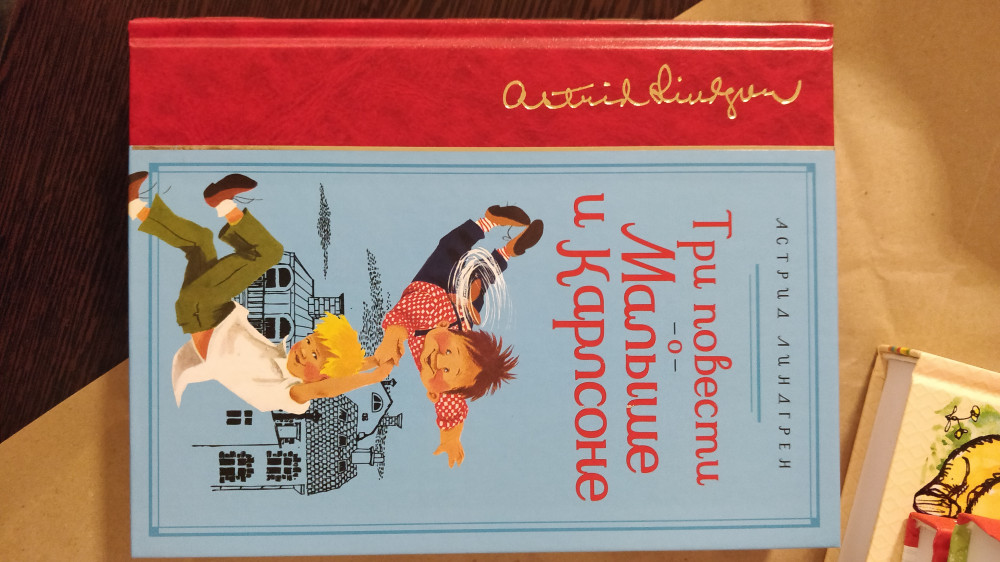 Astrid Lindgren
АСТРИД ЛИНДГРЕН
Три повести
-о-
Малыше
и Карлсоне